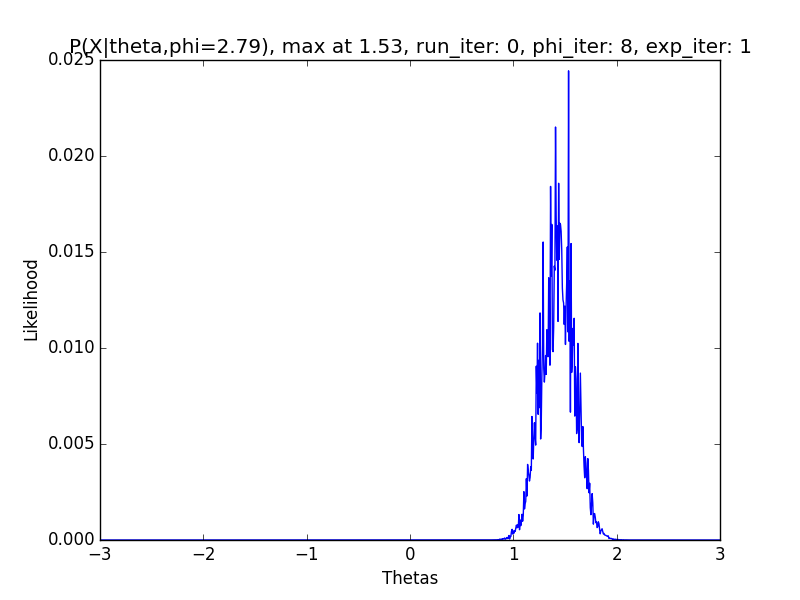 P(X|theta,phi=2.79), max at 1.53, run_iter: 0, phi_iter: 8, exp_iter: 1
0.025
0.020
0.015
0.010
0.005
0.000
Likelihood
−3 −2 −1 0 1 2 3
Thetas